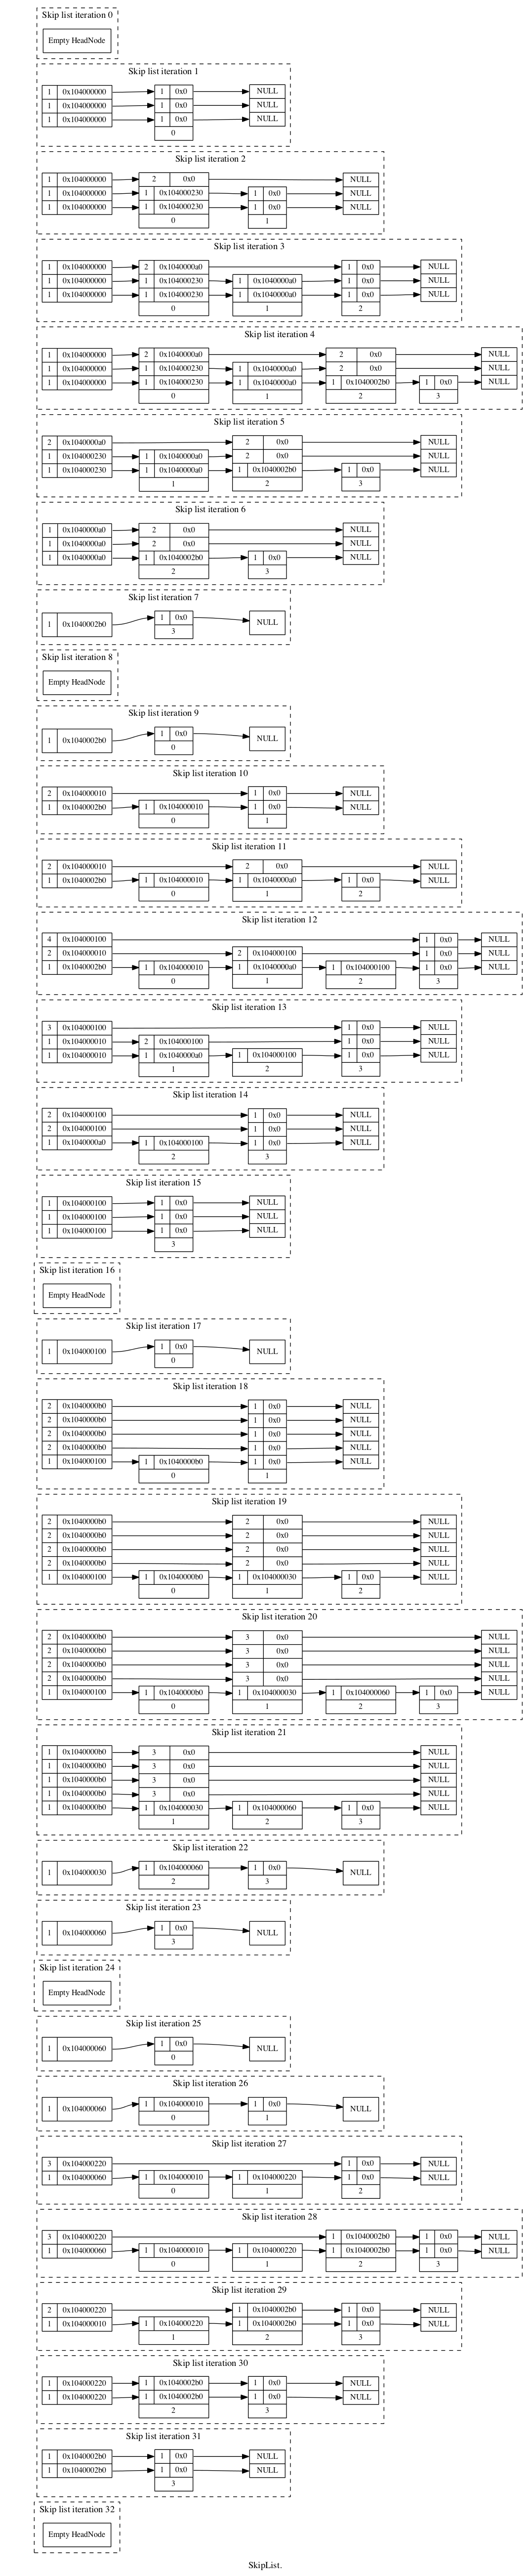 Skip list iteration 0
Empty HeadNode
Skip list iteration 1
1 0x104000000 1 0x0 NULL
1 0x104000000 1 0x0 NULL
1 0x104000000 1 0x0 NULL
0
Skip list iteration 2
1 0x104000000 2 0x0 NULL
1 0x104000000 1 0x104000230 1 0x0 NULL
1 0x104000000 1 0x104000230 1 0x0 NULL
0 1
Skip list iteration 3
1 0x104000000 2 0x1040000a0 1 0x0 NULL
1 0x104000000 1 0x104000230 1 0x1040000a0 1 0x0 NULL
1 0x104000000 1 0x104000230 1 0x1040000a0 1 0x0 NULL
0 1 2
Skip list iteration 4
1 0x104000000 2 0x1040000a0 2 0x0 NULL
1 0x104000000 1 0x104000230 1 0x1040000a0 2 0x0 NULL
1 0x104000000 1 0x104000230 1 0x1040000a0 1 0x1040002b0 1 0x0 NULL
0 1 2 3
Skip list iteration 5
2 0x1040000a0 2 0x0 NULL
1 0x104000230 1 0x1040000a0 2 0x0 NULL
1 0x104000230 1 0x1040000a0 1 0x1040002b0 1 0x0 NULL
1 2 3
Skip list iteration 6
1 0x1040000a0 2 0x0 NULL
1 0x1040000a0 2 0x0 NULL
1 0x1040000a0 1 0x1040002b0 1 0x0 NULL
2 3
Skip list iteration 7
1 0x1040002b0 1 0x0 NULL
3
Skip list iteration 8
Empty HeadNode
Skip list iteration 9
1 0x1040002b0 1 0x0 NULL
0
Skip list iteration 10
2 0x104000010 1 0x0 NULL
1 0x1040002b0 1 0x104000010 1 0x0 NULL
0 1
Skip list iteration 11
2 0x104000010 2 0x0 NULL
1 0x1040002b0 1 0x104000010 1 0x1040000a0 1 0x0 NULL
0 1 2
Skip list iteration 12
4 0x104000100 1 0x0 NULL
2 0x104000010 2 0x104000100 1 0x0 NULL
1 0x1040002b0 1 0x104000010 1 0x1040000a0 1 0x104000100 1 0x0 NULL
0 1 2 3
Skip list iteration 13
3 0x104000100 1 0x0 NULL
1 0x104000010 2 0x104000100 1 0x0 NULL
1 0x104000010 1 0x1040000a0 1 0x104000100 1 0x0 NULL
1 2 3
Skip list iteration 14
2 0x104000100 1 0x0 NULL
2 0x104000100 1 0x0 NULL
1 0x1040000a0 1 0x104000100 1 0x0 NULL
2 3
Skip list iteration 15
1 0x104000100 1 0x0 NULL
1 0x104000100 1 0x0 NULL
1 0x104000100 1 0x0 NULL
3
Skip list iteration 16
Empty HeadNode
Skip list iteration 17
1 0x104000100 1 0x0 NULL
0
Skip list iteration 18
2 0x1040000b0 1 0x0 NULL
2 0x1040000b0 1 0x0 NULL
2 0x1040000b0 1 0x0 NULL
2 0x1040000b0 1 0x0 NULL
1 0x104000100 1 0x1040000b0 1 0x0 NULL
0 1
Skip list iteration 19
2 0x1040000b0 2 0x0 NULL
2 0x1040000b0 2 0x0 NULL
2 0x1040000b0 2 0x0 NULL
2 0x1040000b0 2 0x0 NULL
1 0x104000100 1 0x1040000b0 1 0x104000030 1 0x0 NULL
0 1 2
Skip list iteration 20
2 0x1040000b0 3 0x0 NULL
2 0x1040000b0 3 0x0 NULL
2 0x1040000b0 3 0x0 NULL
2 0x1040000b0 3 0x0 NULL
1 0x104000100 1 0x1040000b0 1 0x104000030 1 0x104000060 1 0x0 NULL
0 1 2 3
Skip list iteration 21
1 0x1040000b0 3 0x0 NULL
1 0x1040000b0 3 0x0 NULL
1 0x1040000b0 3 0x0 NULL
1 0x1040000b0 3 0x0 NULL
1 0x1040000b0 1 0x104000030 1 0x104000060 1 0x0 NULL
1 2 3
Skip list iteration 22
1 0x104000030 1 0x104000060 1 0x0 NULL
2 3
Skip list iteration 23
1 0x104000060 1 0x0 NULL
3
Skip list iteration 24
Empty HeadNode
Skip list iteration 25
1 0x104000060 1 0x0 NULL
0
Skip list iteration 26
1 0x104000060 1 0x104000010 1 0x0 NULL
0 1
Skip list iteration 27
3 0x104000220 1 0x0 NULL
1 0x104000060 1 0x104000010 1 0x104000220 1 0x0 NULL
0 1 2
Skip list iteration 28
3 0x104000220 1 0x1040002b0 1 0x0 NULL
1 0x104000060 1 0x104000010 1 0x104000220 1 0x1040002b0 1 0x0 NULL
0 1 2 3
Skip list iteration 29
2 0x104000220 1 0x1040002b0 1 0x0 NULL
1 0x104000010 1 0x104000220 1 0x1040002b0 1 0x0 NULL
1 2 3
Skip list iteration 30
1 0x104000220 1 0x1040002b0 1 0x0 NULL
1 0x104000220 1 0x1040002b0 1 0x0 NULL
2 3
Skip list iteration 31
1 0x1040002b0 1 0x0 NULL
1 0x1040002b0 1 0x0 NULL
3
Skip list iteration 32
Empty HeadNode
SkipList.